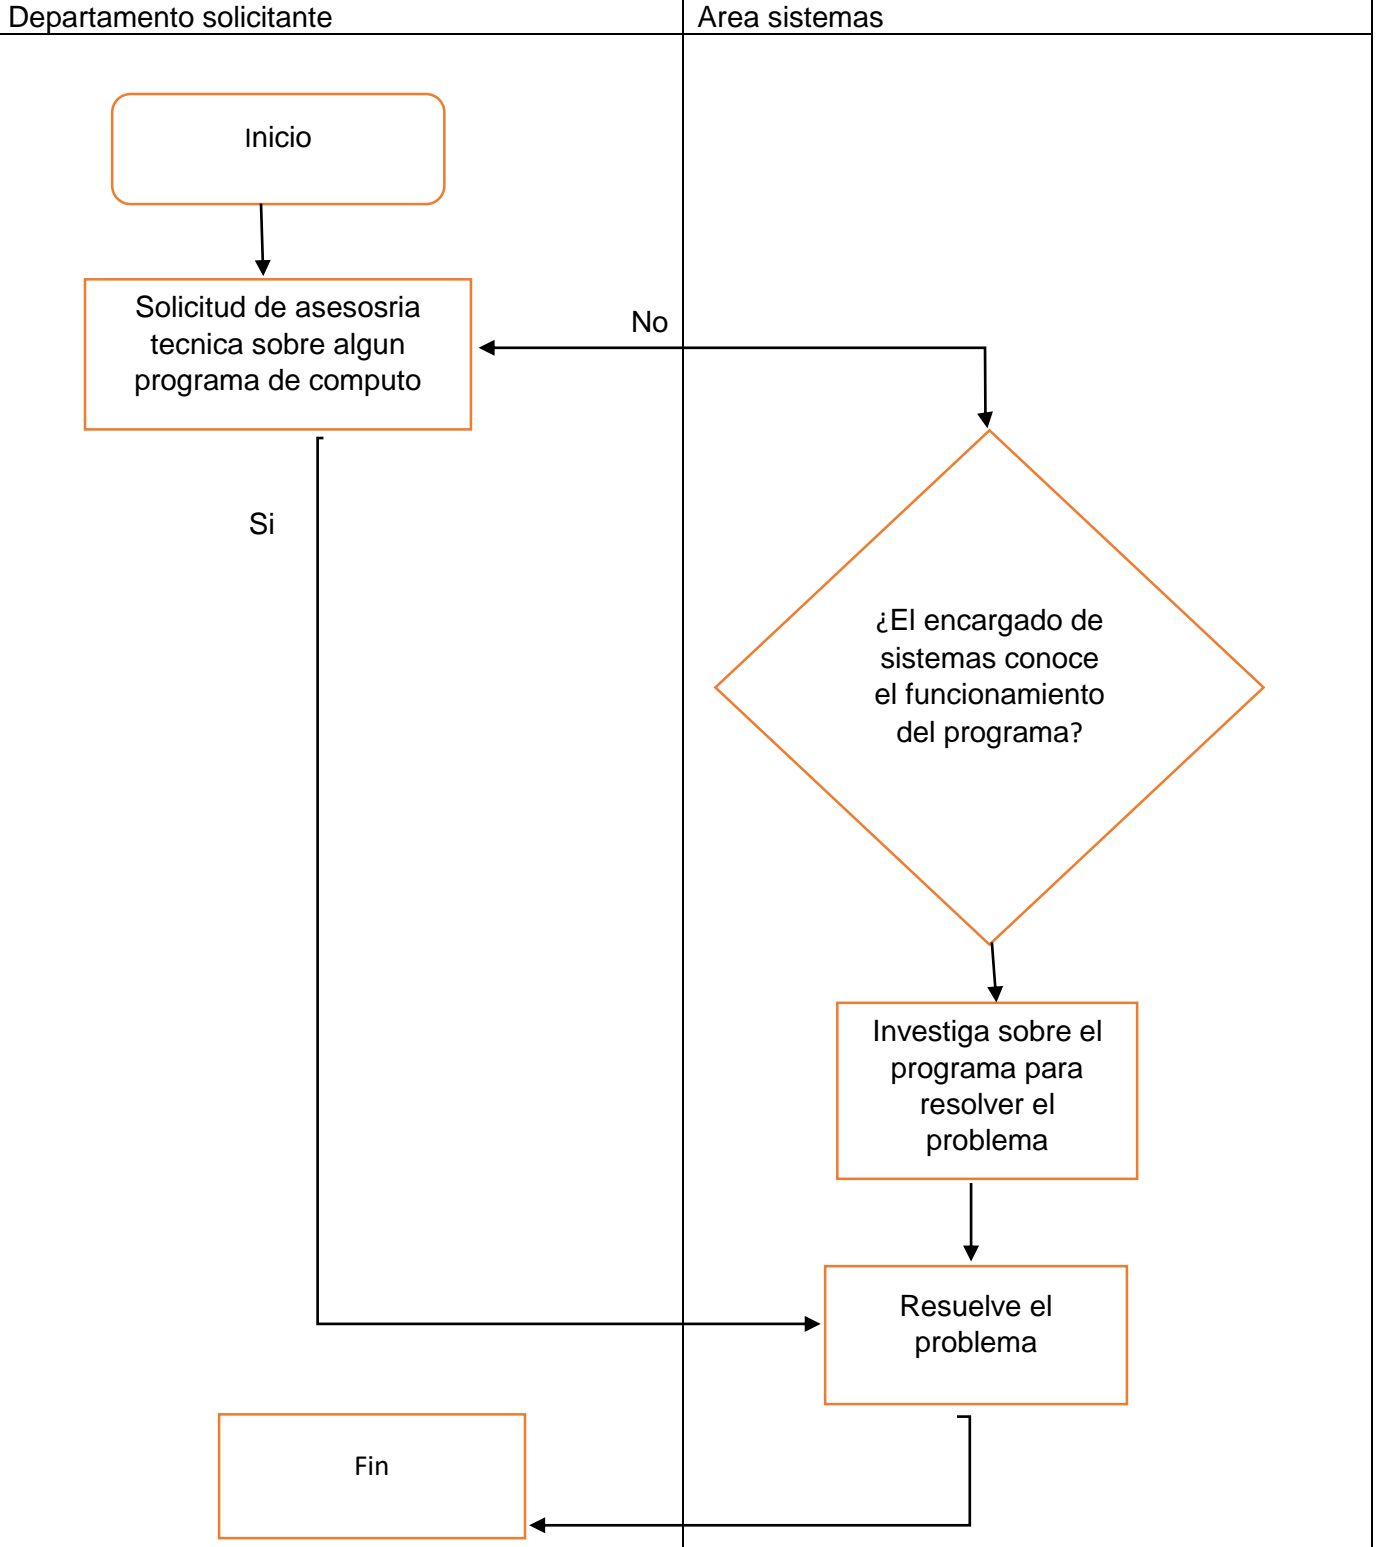 Departamento solicitante
Area sistemas
Inicio
Solicitud de asesosria
tecnica sobre algun
programa de computo
No
Si
¿El encargado de
sistemas conoce
el funcionamiento
del programa?
Investiga sobre el
programa para
resolver el
problema
Resuelve el
problema
Fin